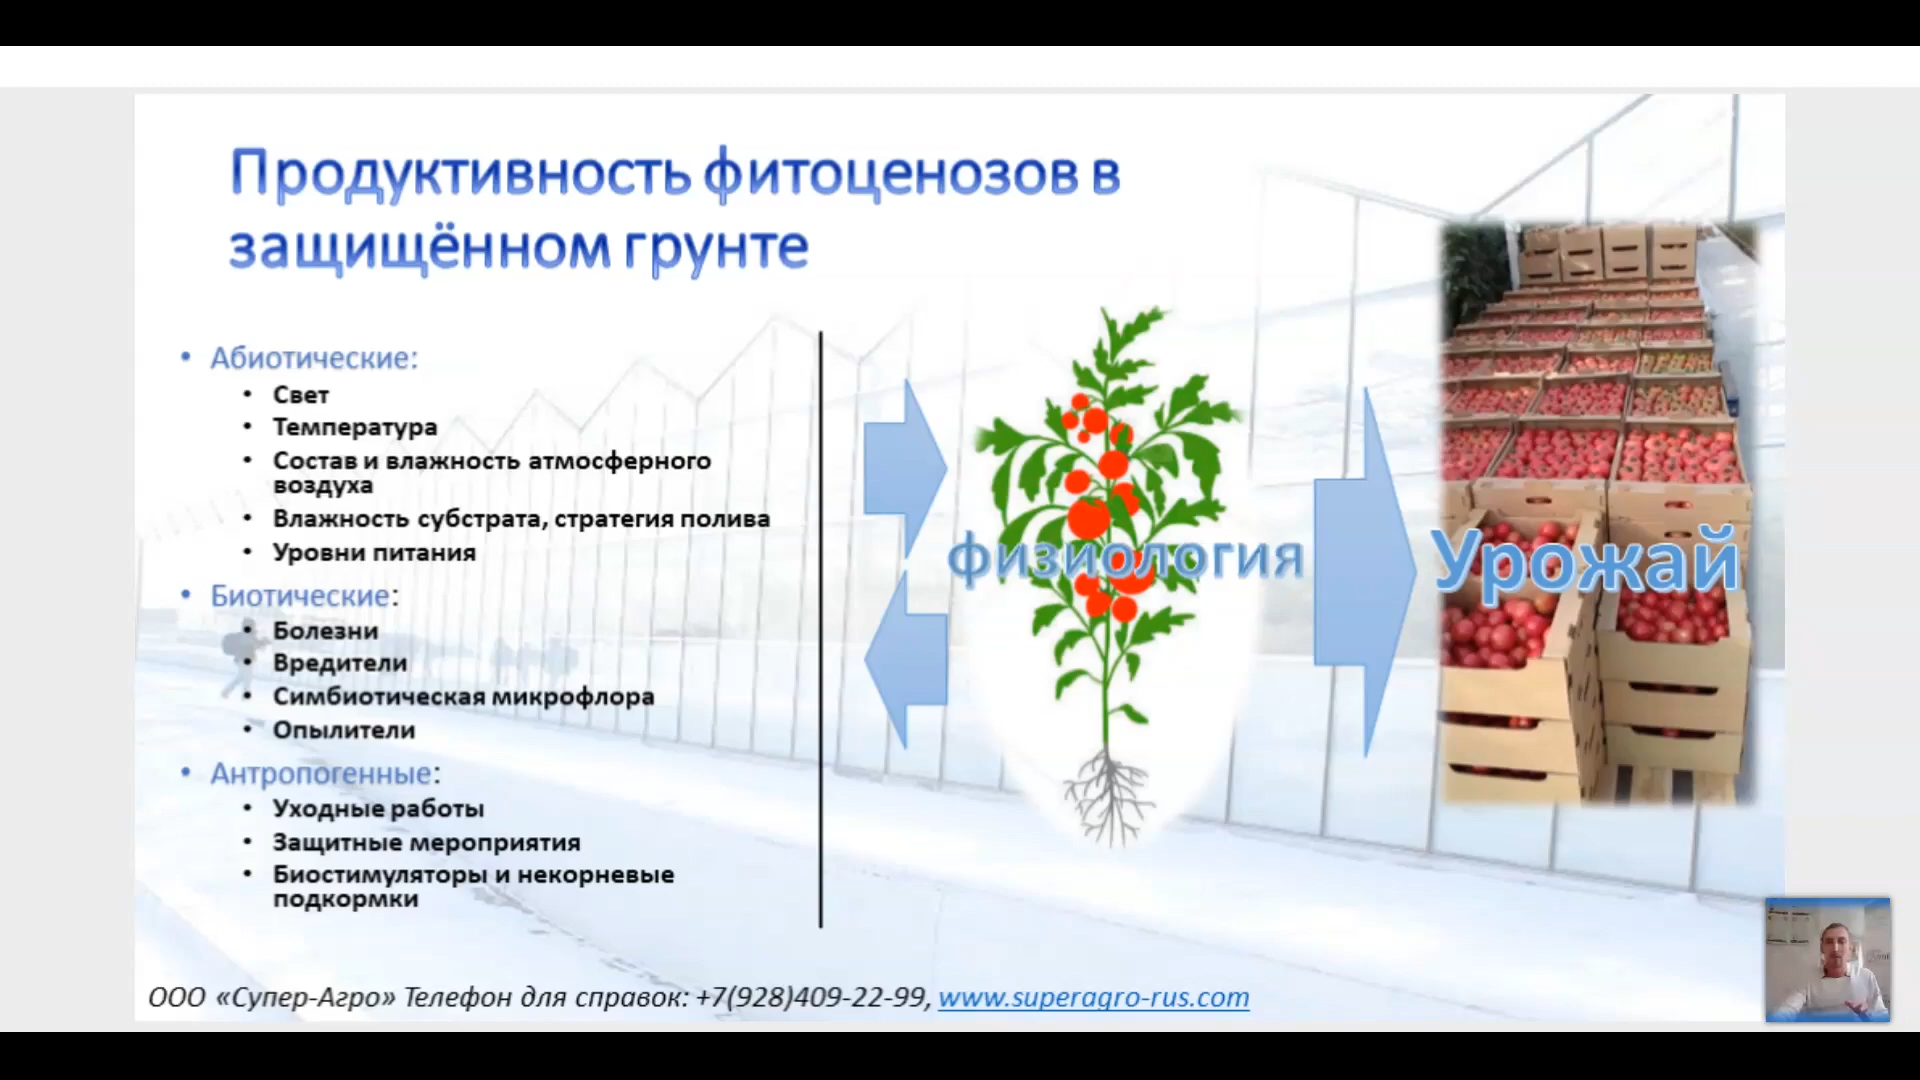 Продуктивность фитоценозов в
защищённом грунте
• Абиотические:
• Свет
• Температура
• Состав и влажность атмосферного
воздуха
• Влажность субстрата, стратегия полива
• Уровни питания
• Биотические:
• Болезни
• Вредители
• Симбиотическая микрофлора
• Опылители
• Антропогенные:
• Уходные работы
• Защитные мероприятия
• Биостимуляторы и некорневые
подкормки
физиология
Урожай
ООО «Супер-Агро» Телефон для справок: +7(928)409-22-99, www.superagro-rus.com